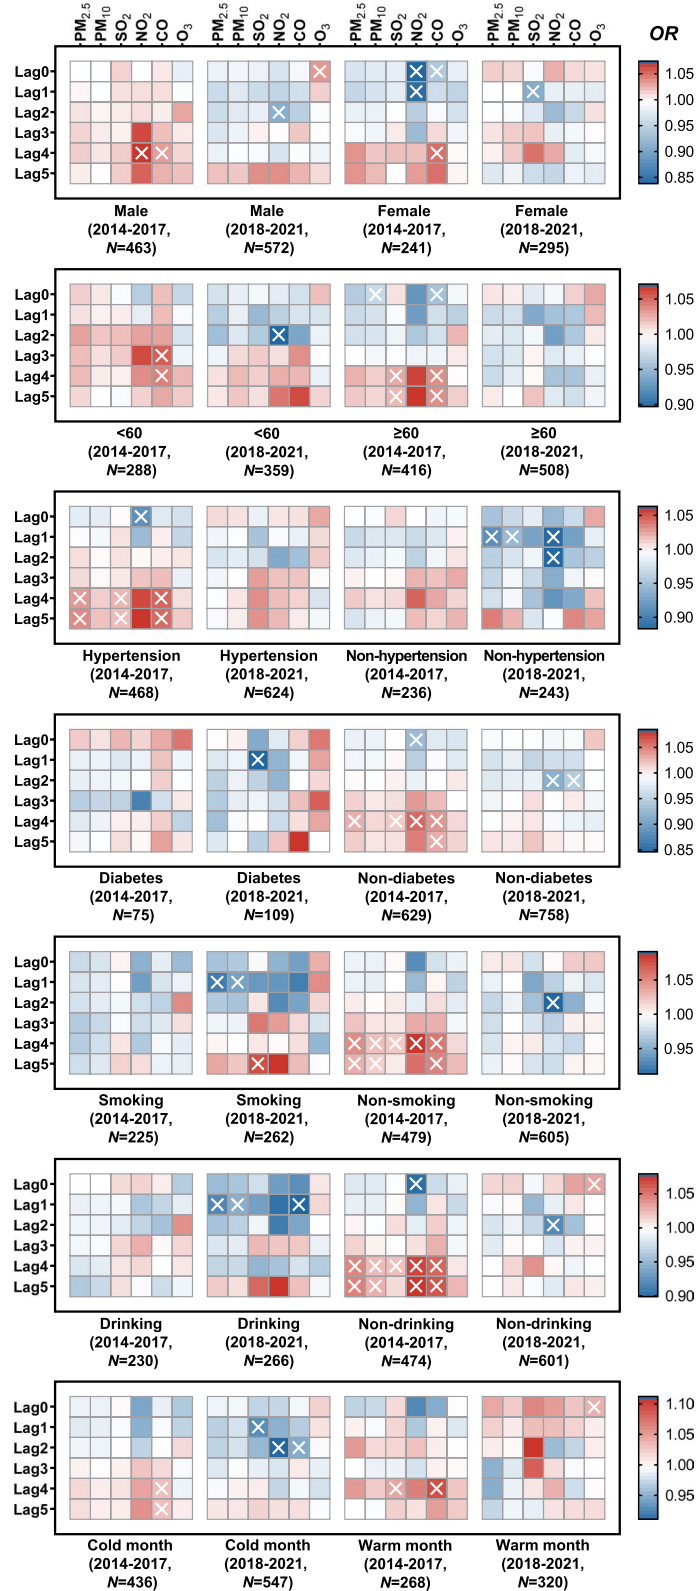 PM2.5 PM10 SO2 NO2 CO O3 PM2.5 PM10 SO2 NO2 CO O3 PM2.5 PM10 SO2 NO2 CO O3 PM2.5 PM10 SO2 NO2 CO O3
OR
Lag0
Lag1
Lag2
Lag3
Lag4
Lag5
1.05
1.00
0.95
0.90
0.85
Male Male Female Female
(2014-2017, (2018-2021, (2014-2017, (2018-2021,
N=463) N=572) N=241) N=295)
Lag0
Lag1
Lag2
Lag3
Lag4
Lag5
1.05
1.00
0.95
0.90
<60 <60 ≥60 ≥60
(2014-2017, (2018-2021, (2014-2017, (2018-2021,
N=288) N=359) N=416) N=508)
Lag0
Lag1
Lag2
Lag3
Lag4
Lag5
1.05
1.00
0.95
0.90
Hypertension Hypertension Non-hypertension Non-hypertension
(2014-2017, (2018-2021, (2014-2017, (2018-2021,
N=468) N=624) N=236) N=243)
Lag0
Lag1
Lag2
Lag3
Lag4
Lag5
1.05
1.00
0.95
0.90
0.85
Diabetes Diabetes Non-diabetes Non-diabetes
(2014-2017, (2018-2021, (2014-2017, (2018-2021,
N=75) N=109) N=629) N=758)
Lag0
Lag1
Lag2
Lag3
Lag4
Lag5
1.05
1.00
0.95
Smoking Smoking Non-smoking Non-smoking
(2014-2017, (2018-2021, (2014-2017, (2018-2021,
N=225) N=262) N=479) N=605)
Lag0
Lag1
Lag2
Lag3
Lag4
Lag5
1.05
1.00
0.95
0.90
Drinking Drinking Non-drinking Non-drinking
(2014-2017, (2018-2021, (2014-2017, (2018-2021,
N=230) N=266) N=474) N=601)
Lag0
Lag1
Lag2
Lag3
Lag4
Lag5
1.10
1.05
1.00
0.95
Cold month Cold month Warm month Warm month
(2014-2017, (2018-2021, (2014-2017, (2018-2021,
N=436) N=547) N=268) N=320)